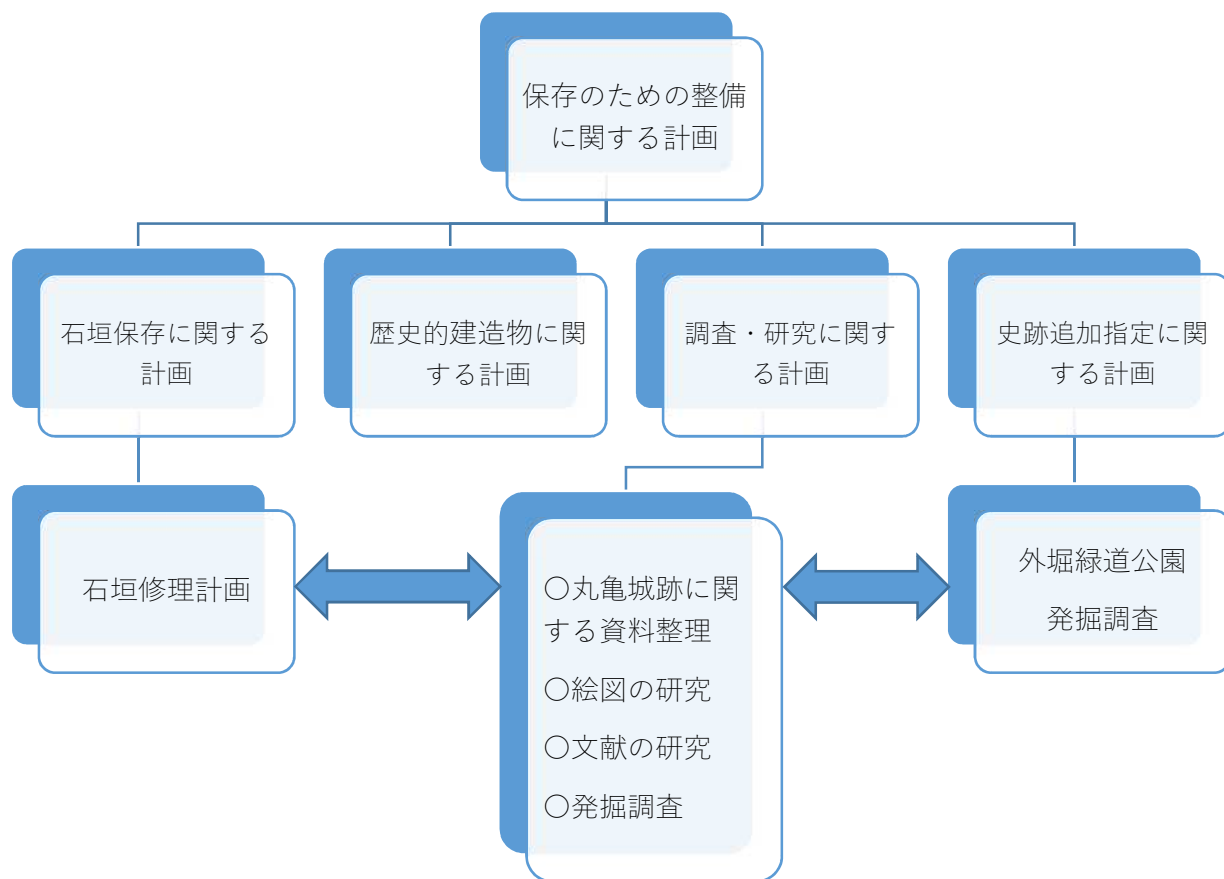 保存のための整備
に関する計画
石垣保存に関する
計画
歴史的建造物に関
する計画
調査・研究に関す
る計画
史跡追加指定に関
する計画
石垣修理計画
〇丸亀城跡に関
する資料整理
〇絵図の研究
〇文献の研究
〇発掘調査
外堀緑道公園
発掘調査